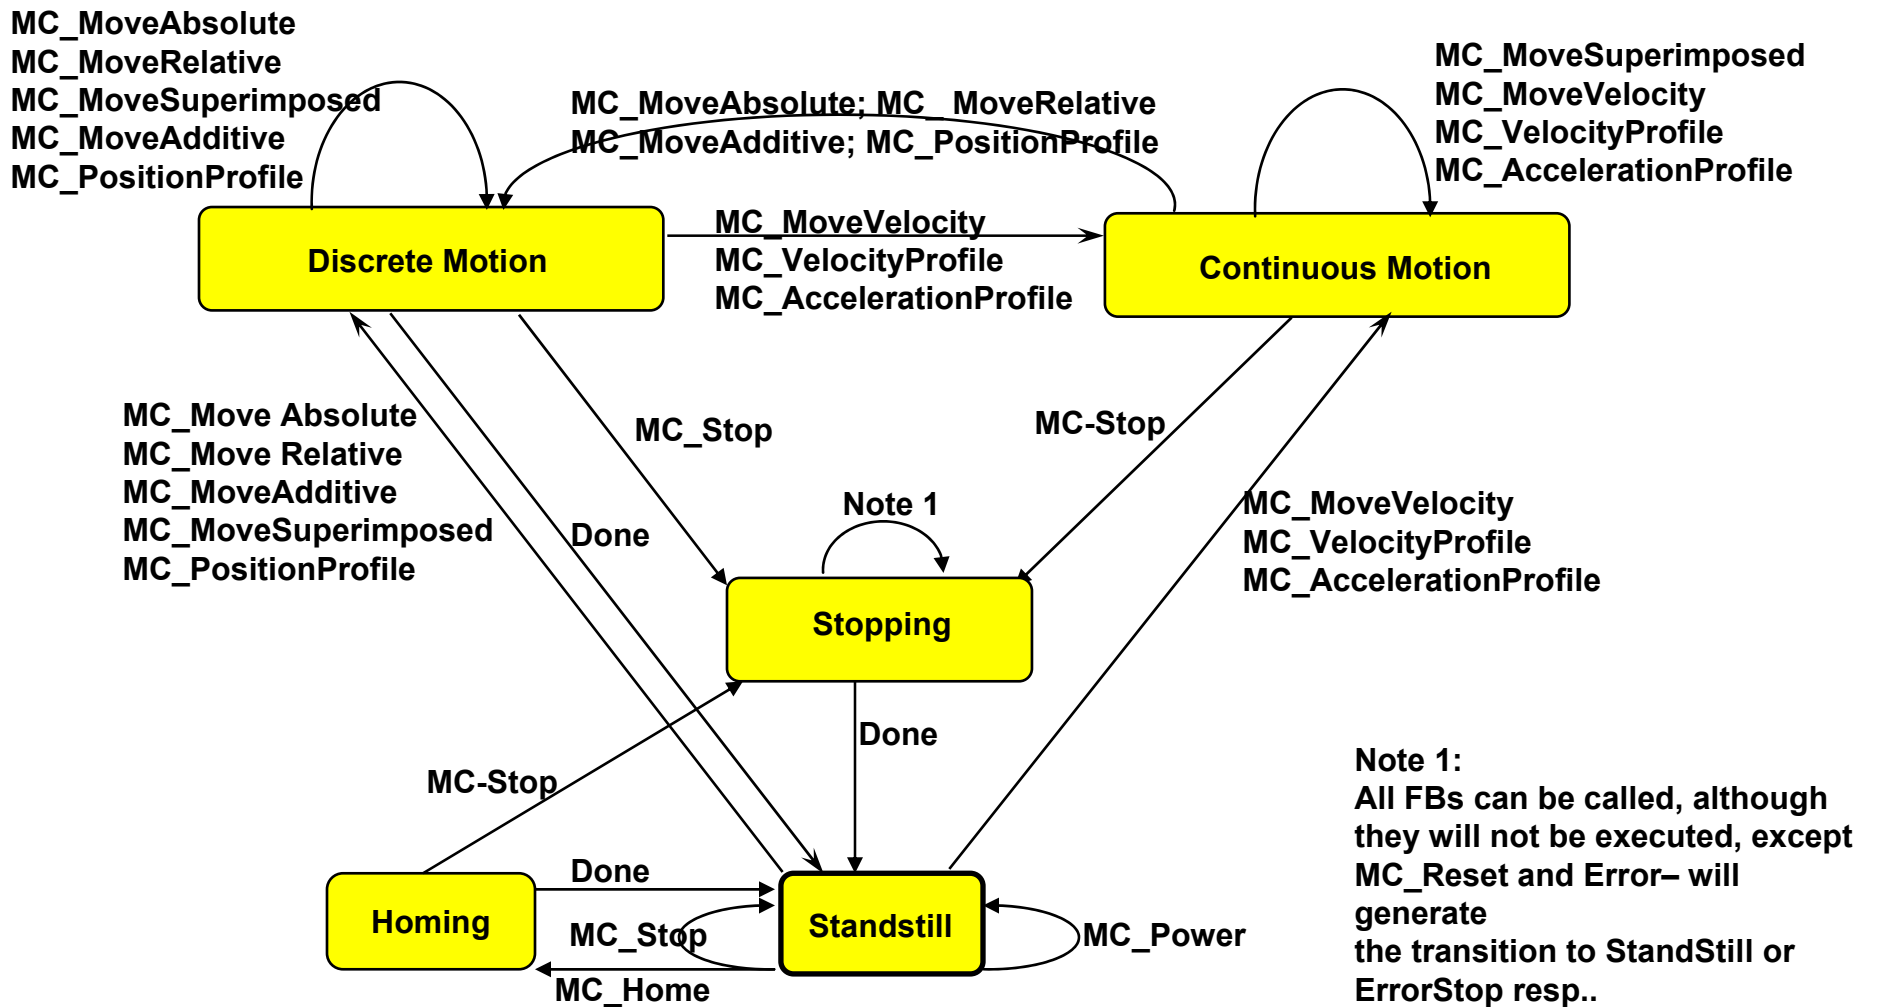 MC_MoveAbsolute
MC_MoveRelative
MC_MoveSuperimposed
MC_MoveAdditive
MC_PositionProfile
MC_MoveAbsolute; MC_ MoveRelative
MC_MoveAdditive; MC_PositionProfile
MC_MoveSuperimposed
MC_MoveVelocity
MC_VelocityProfile
MC_AccelerationProfile
Discrete Motion
MC_MoveVelocity
MC_VelocityProfile
MC_AccelerationProfile
Continuous Motion
MC_Move Absolute
MC_Move Relative
MC_MoveAdditive
MC_MoveSuperimposed
MC_PositionProfile
Done
MC_Stop
MC-Stop
Note 1
MC_MoveVelocity
MC_VelocityProfile
MC_AccelerationProfile
Stopping
Done
MC-Stop
Done
Homing
MC_Stop
Standstill
MC_Power
MC_Home
Note 1:
All FBs can be called, although
they will not be executed, except
MC_Reset and Error– will
generate
the transition to StandStill or
ErrorStop resp..